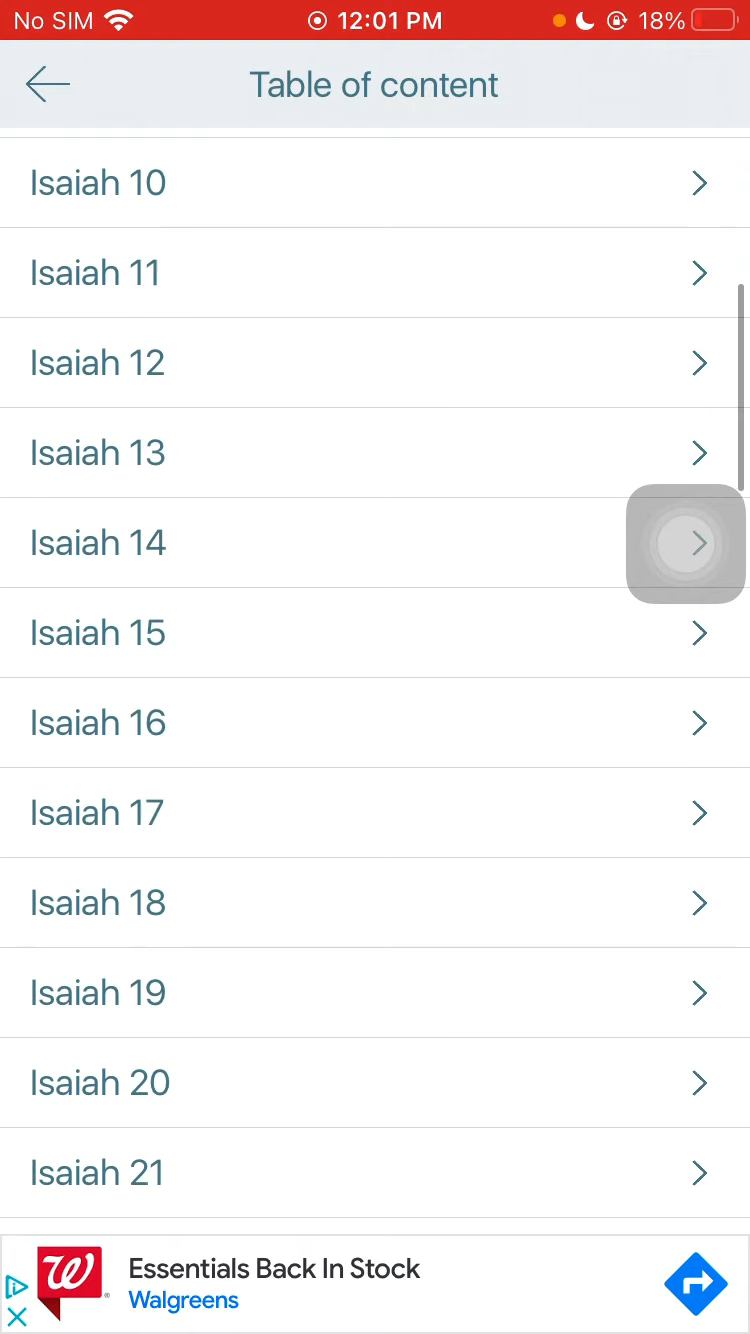 No SIM 12:01 PM 18%
Table of content
Isaiah 10
Isaiah 11
Isaiah 12
Isaiah 13
Isaiah 14
Isaiah 15
Isaiah 16
Isaiah 17
Isaiah 18
Isaiah 19
Isaiah 20
Isaiah 21
W ®
Essentials Back In Stock
Walgreens